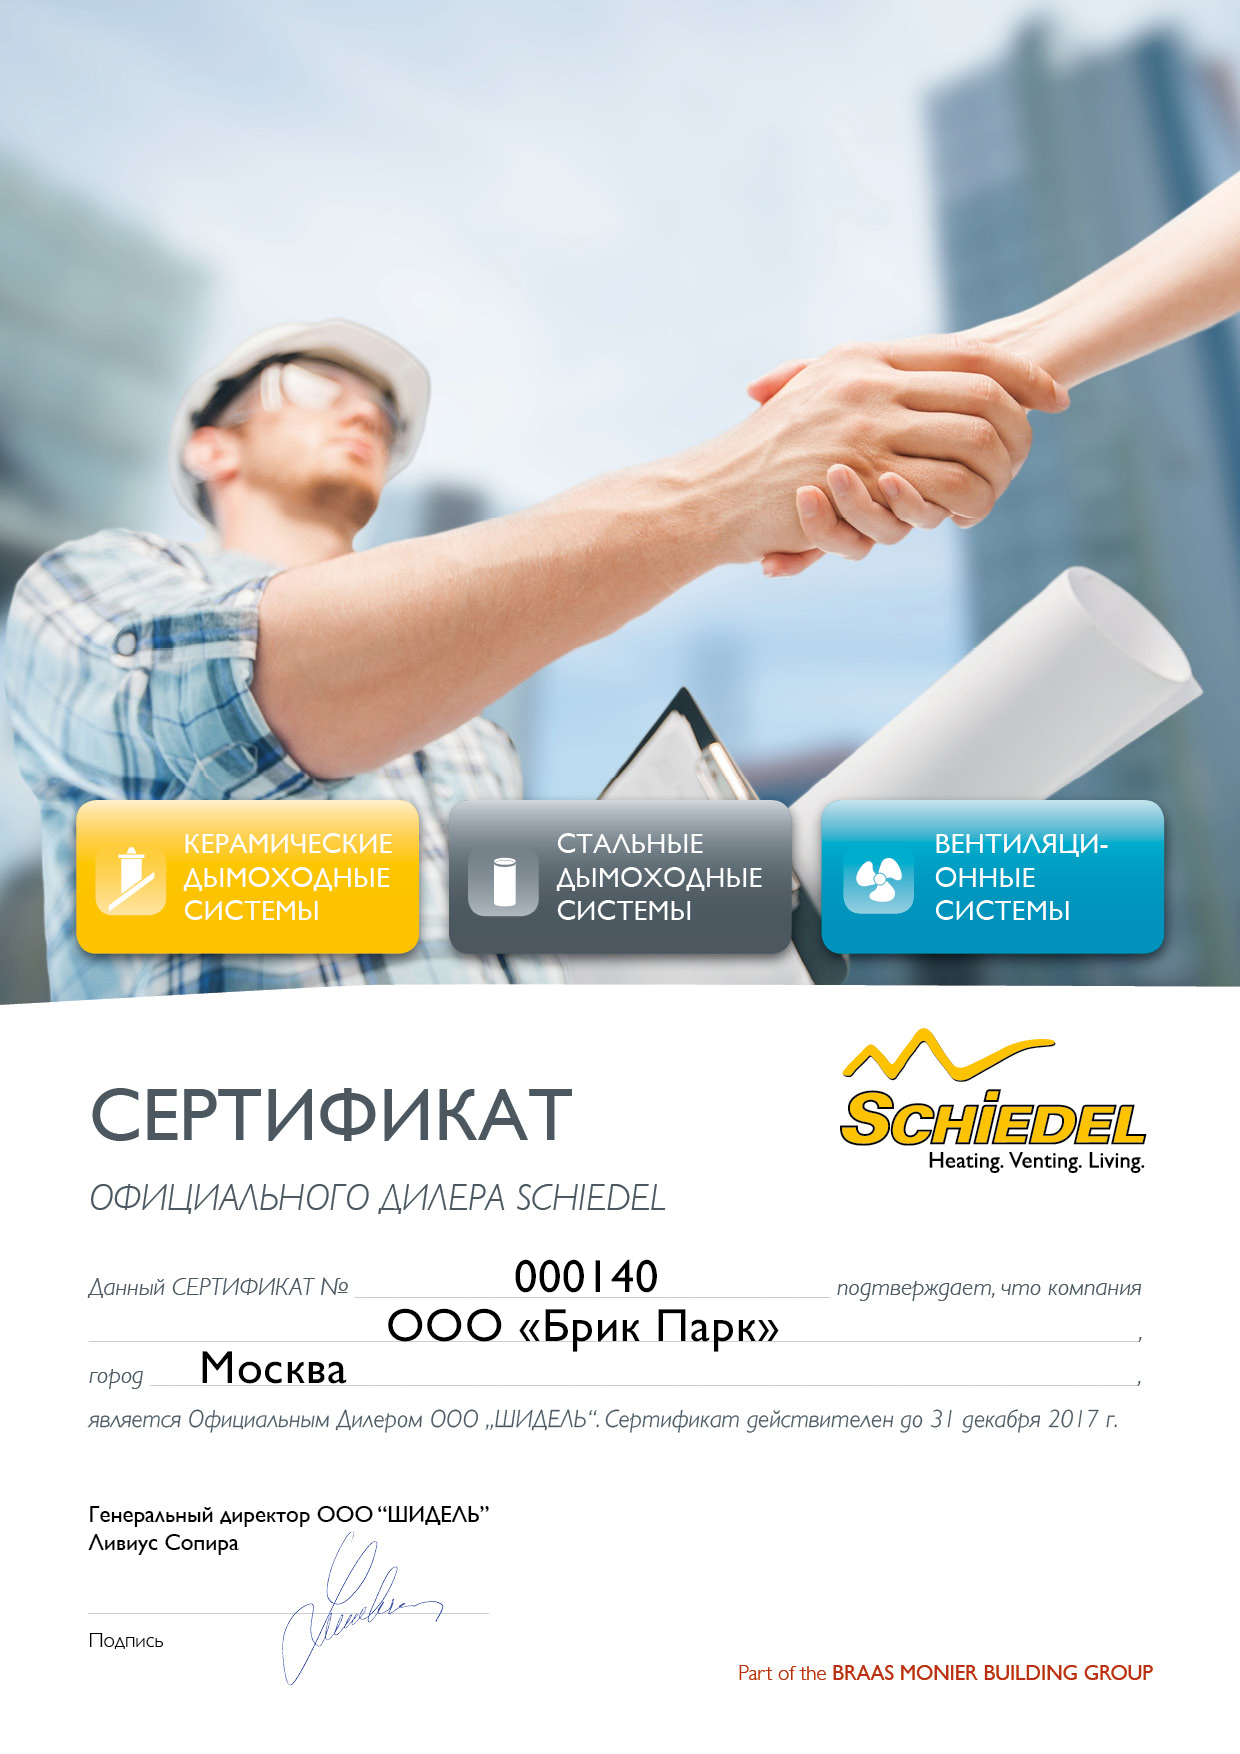 КЕРАМИЧЕСКИЕ
ДЫМОХОДНЫЕ
СИСТЕМЫ
СТАЛЬНЫЕ
ДЫМОХОДНЫЕ
СИСТЕМЫ
ВЕНТИЛЯЦИ-
ОННЫЕ
СИСТЕМЫ
SCHIEDEL
Heating. Venting. Living.
СЕРТИФИКАТ
ОФИЦИАЛЬНОГО ДИЛЕРА SCHIEDEL
Данный СЕРТИФИКАТ № 000140 подтверждает, что компания
ООО «Брик Парк»,
город Москва,
является Официальным Дилером ООО „ШИДЕЛЬ“. Сертификат действителен до 31 декабря 2017 г.
Генеральный директор ООО “ШИДЕЛЬ”
Ливиус Сопира
Подпись
Part of the BRAAS MONIER BUILDING GROUP